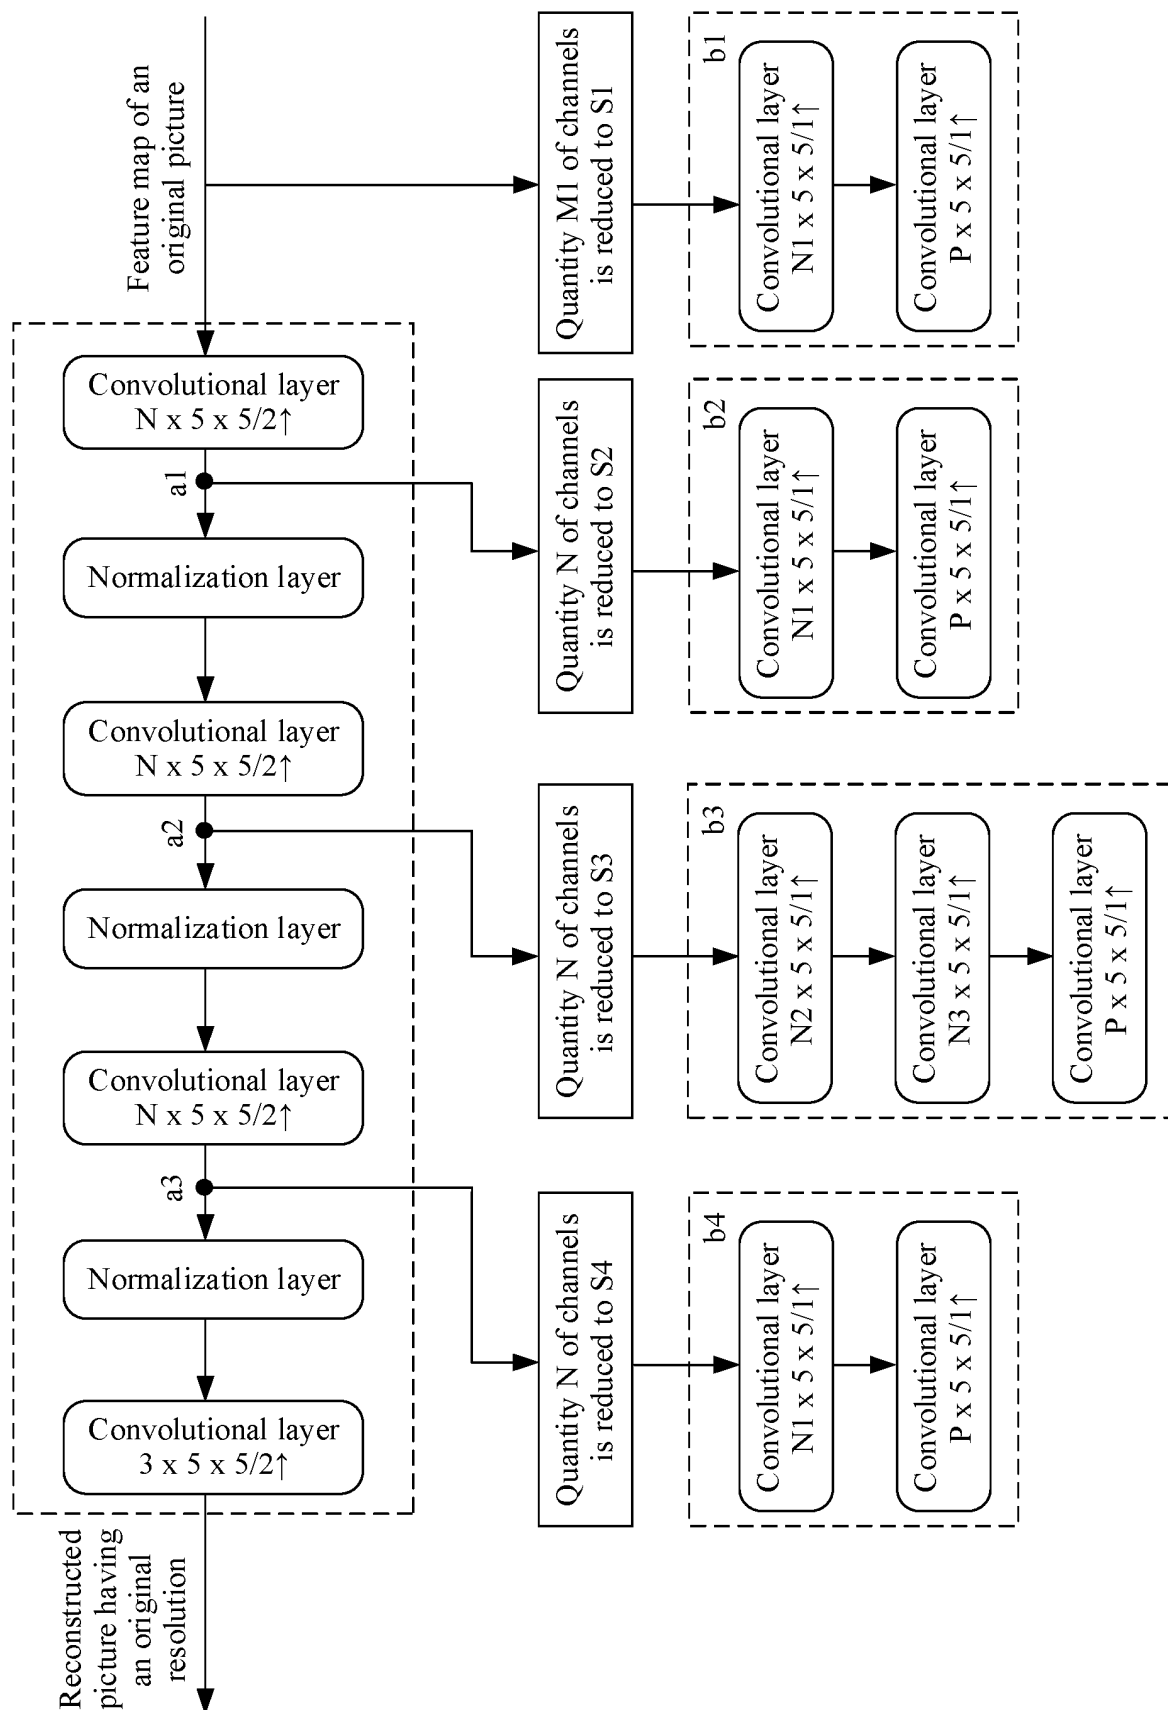 Feature map of an
original picture
Convolutional layer
N x 5 x 5/2↑
a1
Normalization layer
Convolutional layer
N x 5 x 5/2↑
a2
Normalization layer
Convolutional layer
N x 5 x 5/2↑
a3
Normalization layer
Convolutional layer
3 x 5 x 5/2↑
Reconstructed
picture having
an original
resolution
Quantity M1 of channels
is reduced to S1
b1
Convolutional layer
N1 x 5 x 5/1↑
Convolutional layer
P x 5 x 5/1↑
Quantity N of channels
is reduced to S2
b2
Convolutional layer
N1 x 5 x 5/1↑
Convolutional layer
P x 5 x 5/1↑
Quantity N of channels
is reduced to S3
b3
Convolutional layer
N2 x 5 x 5/1↑
Convolutional layer
N3 x 5 x 5/1↑
Convolutional layer
P x 5 x 5/1↑
Quantity N of channels
is reduced to S4
b4
Convolutional layer
N1 x 5 x 5/1↑
Convolutional layer
P x 5 x 5/1↑